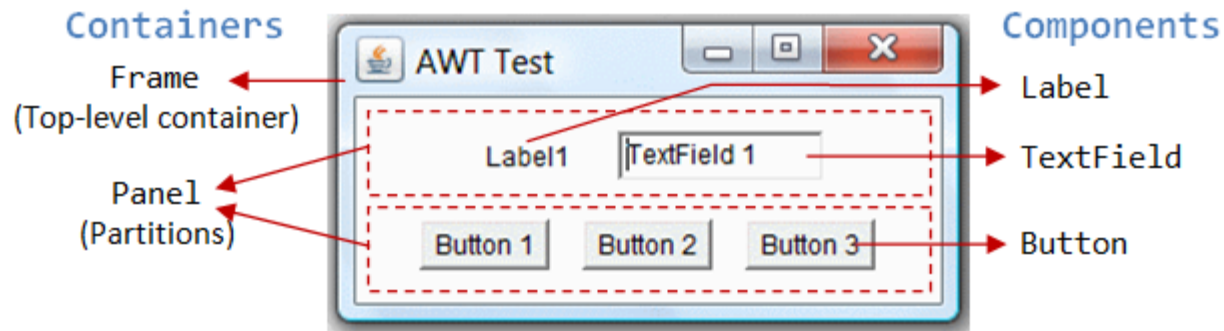 Containers
Components
Frame
(Top-level container)
AWT Test
Label
Label1
TextField 1
TextField
Panel
(Partitions)
Button 1
Button 2
Button 3
Button